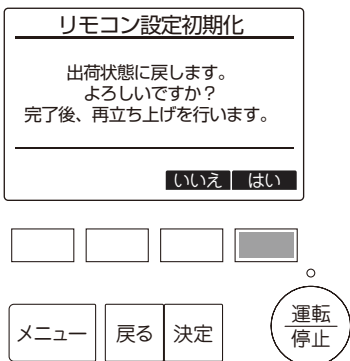 リモコン設定初期化
出荷状態に戻します。
よろしいですか？
完了後、再立ち上げを行います。
いいえ はい
メニュー 戻る 決定 運転
停止